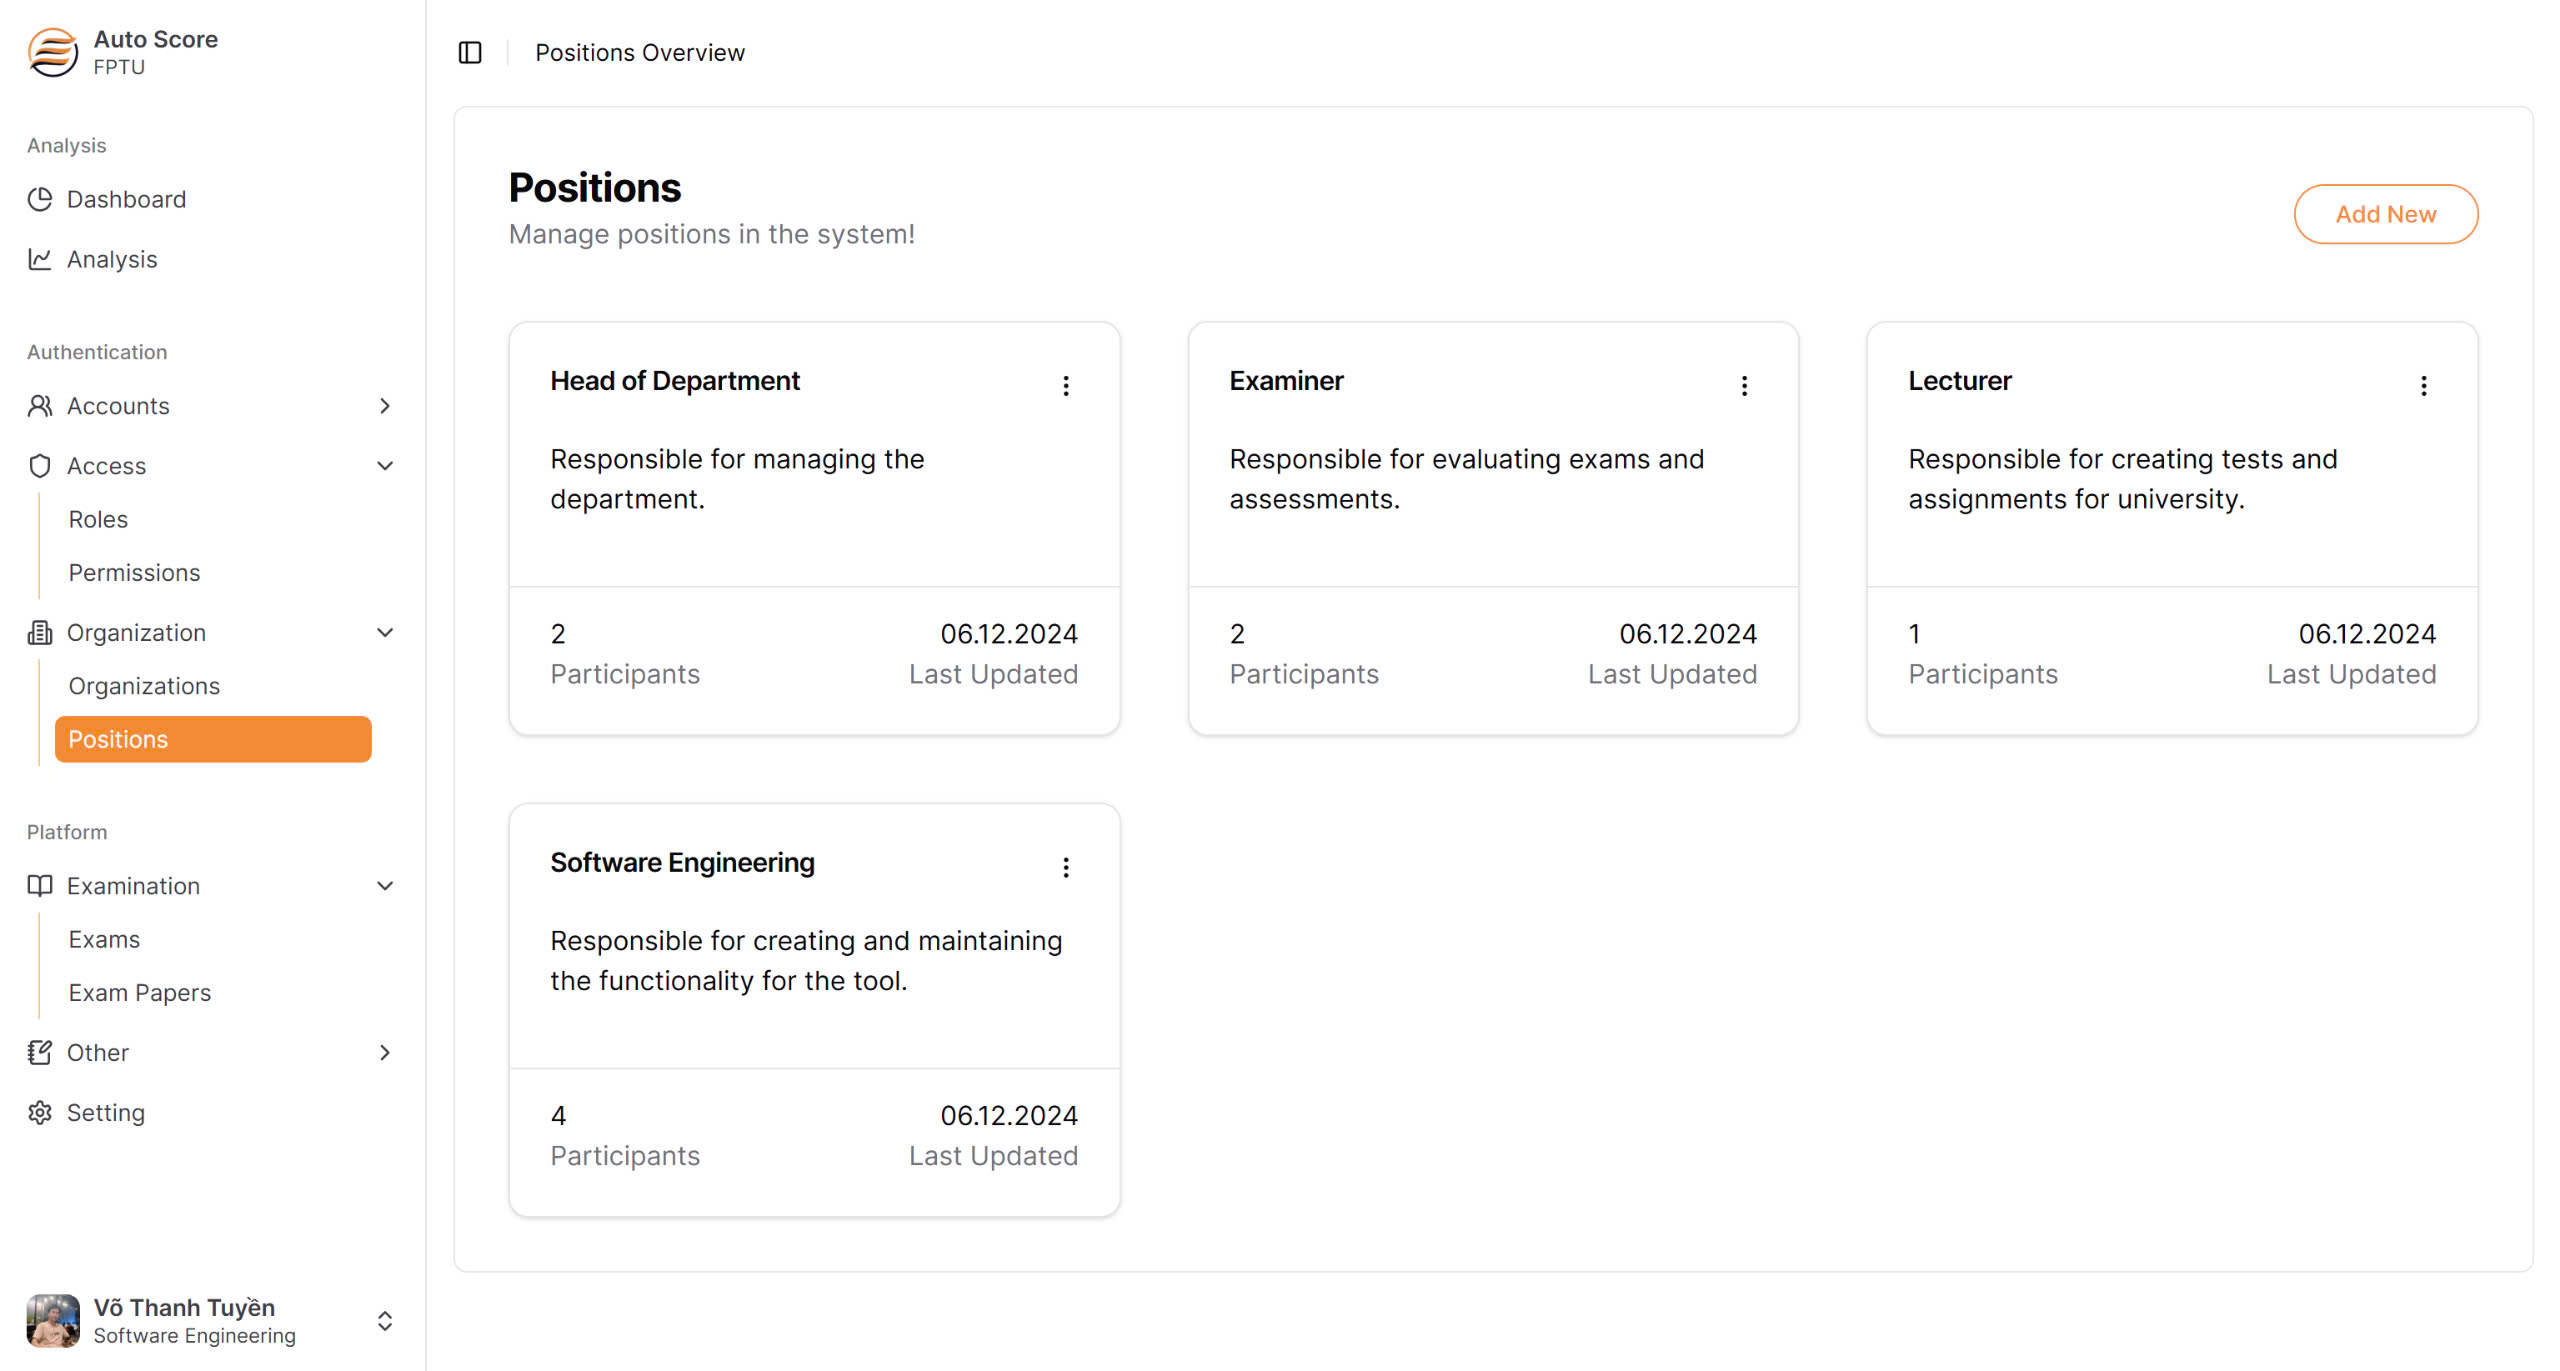 Auto Score
FPTU
Analysis
Dashboard
Analysis
Authentication
Accounts
Access
Roles
Permissions
Organization
Organizations
Positions
Platform
Examination
Exams
Exam Papers
Other
Setting
Võ Thanh Tuyền
Software Engineering
Positions Overview
Positions
Manage positions in the system!
Add New
Head of Department
Responsible for managing the
department.
2
Participants
06.12.2024
Last Updated
Examiner
Responsible for evaluating exams and
assessments.
2
Participants
06.12.2024
Last Updated
Lecturer
Responsible for creating tests and
assignments for university.
1
Participants
06.12.2024
Last Updated
Software Engineering
Responsible for creating and maintaining
the functionality for the tool.
4
Participants
06.12.2024
Last Updated